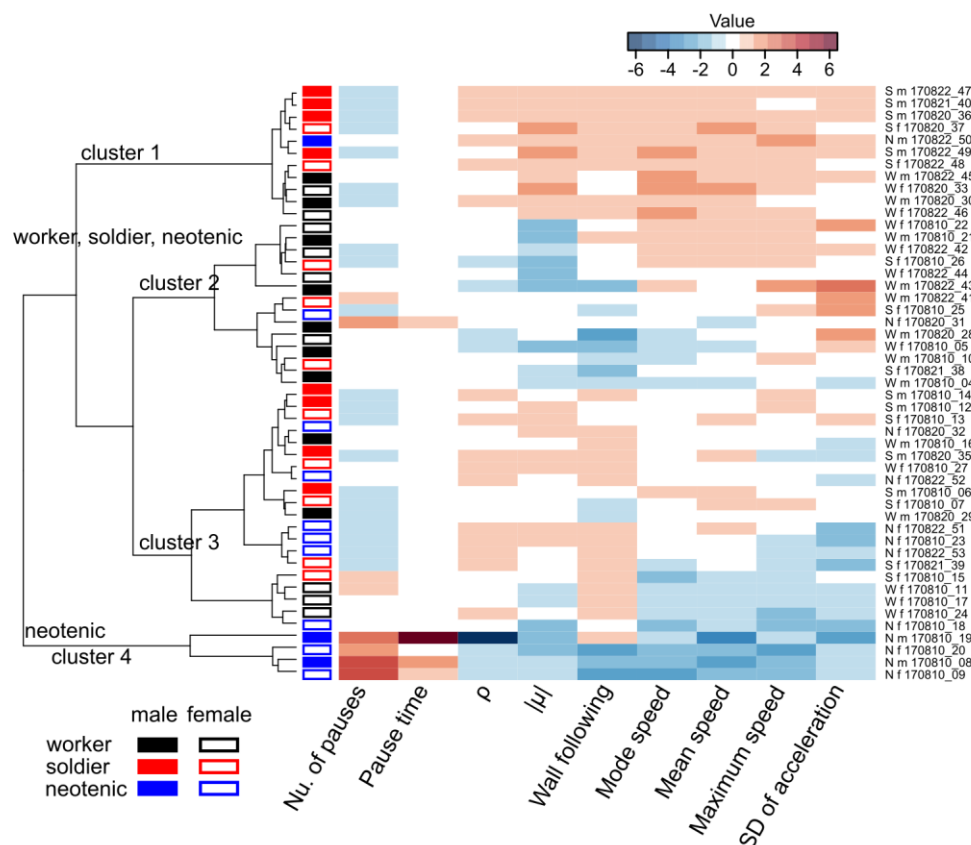 Value
-6 -4 -2 0 2 4 6
cluster 1
worker, soldier, neotenic
cluster 2
cluster 3
neotenic
cluster 4
S m 170822_47
S m 170821_40
S m 170820_36
S f 170820_37
N m 170822_50
S m 170822_49
S f 170822_48
W m 170822_45
W f 170820_33
W m 170820_30
W f 170822_46
W f 170810_22
W m 170810_21
W f 170822_42
S f 170810_26
W f 170822_44
W m 170822_43
W m 170822_41
S f 170810_25
N f 170820_31
W m 170820_28
W f 170810_05
W m 170810_10
S f 170821_38
W m 170810_04
S m 170810_14
S m 170810_12
S f 170810_13
N f 170820_32
W m 170810_16
S m 170820_35
W f 170810_27
N f 170822_52
S m 170810_06
S f 170810_07
W m 170820_29
N f 170822_51
N f 170810_23
N f 170822_53
S f 170821_39
S f 170810_15
W f 170810_11
W f 170810_17
W f 170810_24
N f 170810_18
N m 170810_19
N f 170810_20
N m 170810_08
N f 170810_09
Nu. of pauses
Pause time
ρ
|μ|
Wall following
Mode speed
Mean speed
Maximum speed
SD of acceleration
male female
worker
soldier
neotenic